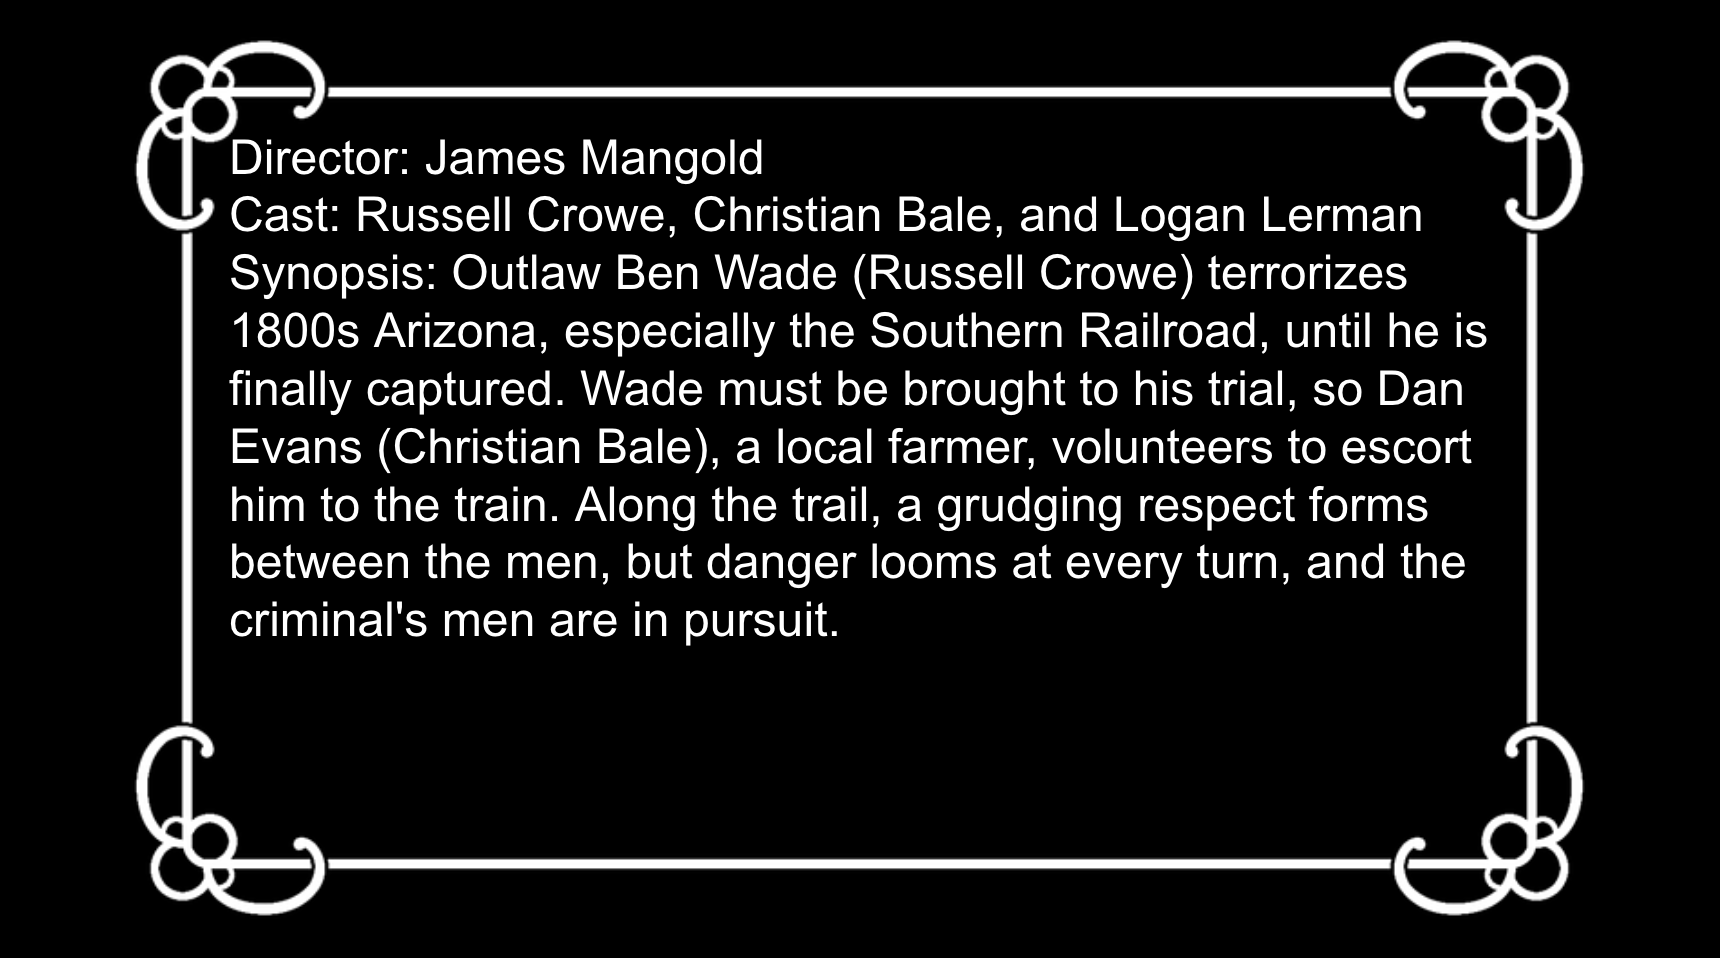 Director: James Mangold
Cast: Russell Crowe, Christian Bale, and Logan Lerman
Synopsis: Outlaw Ben Wade (Russell Crowe) terrorizes
1800s Arizona, especially the Southern Railroad, until he is
finally captured. Wade must be brought to his trial, so Dan
Evans (Christian Bale), a local farmer, volunteers to escort
him to the train. Along the trail, a grudging respect forms
between the men, but danger looms at every turn, and the
criminal's men are in pursuit.